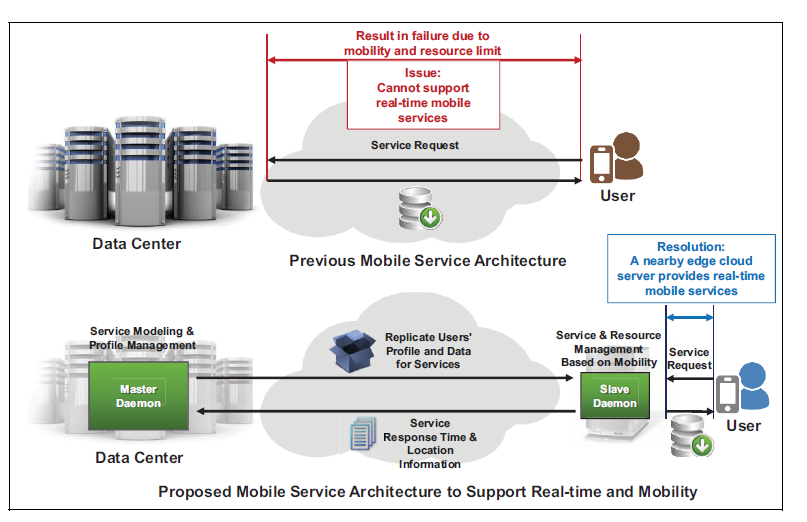 Result in failure due to
mobility and resource limit
Issue:
Cannot support
real-time mobile
services
Service Request
User
Data Center
Previous Mobile Service Architecture
Resolution:
A nearby edge cloud
server provides real-time
mobile services
Service Modeling &
Profile Management
Replicate Users'
Profile and Data
for Services
Service & Resource
Management
Based on Mobility
Service
Request
Master
Daemon
Slave
Daemon
User
Service
Response Time &
Location
Information
Data Center
Proposed Mobile Service Architecture to Support Real-time and Mobility